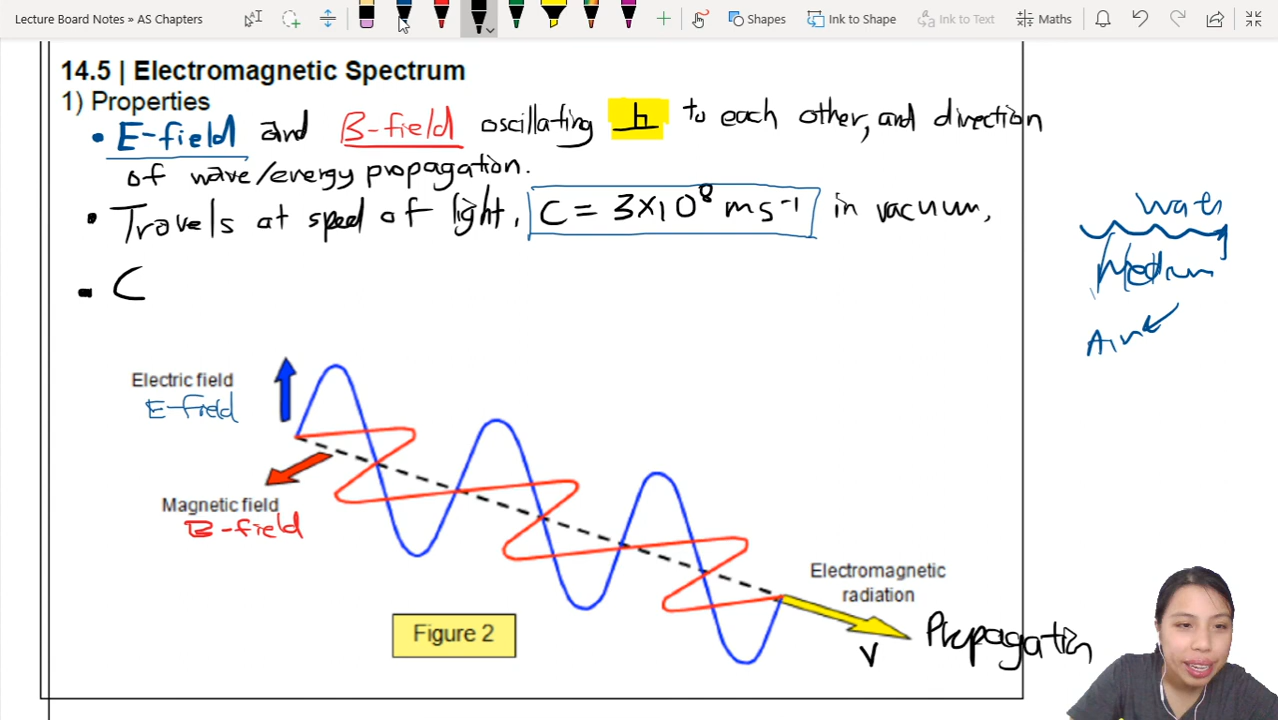 Lecture Board Notes » AS Chapters
Shapes
Ink to Shape
Ink to Text
Maths
14.5 | Electromagnetic Spectrum
1) Properties
• E-field and B-field oscillating to each other, and direction
of wave/energy propagation.
• Travels at speed of light, C = 3×10⁸ ms⁻¹ in vacuum,
• C
Medium
Air
Electric field
E-field
Magnetic field
B-field
Electromagnetic
radiation
Propagation
V
Figure 2